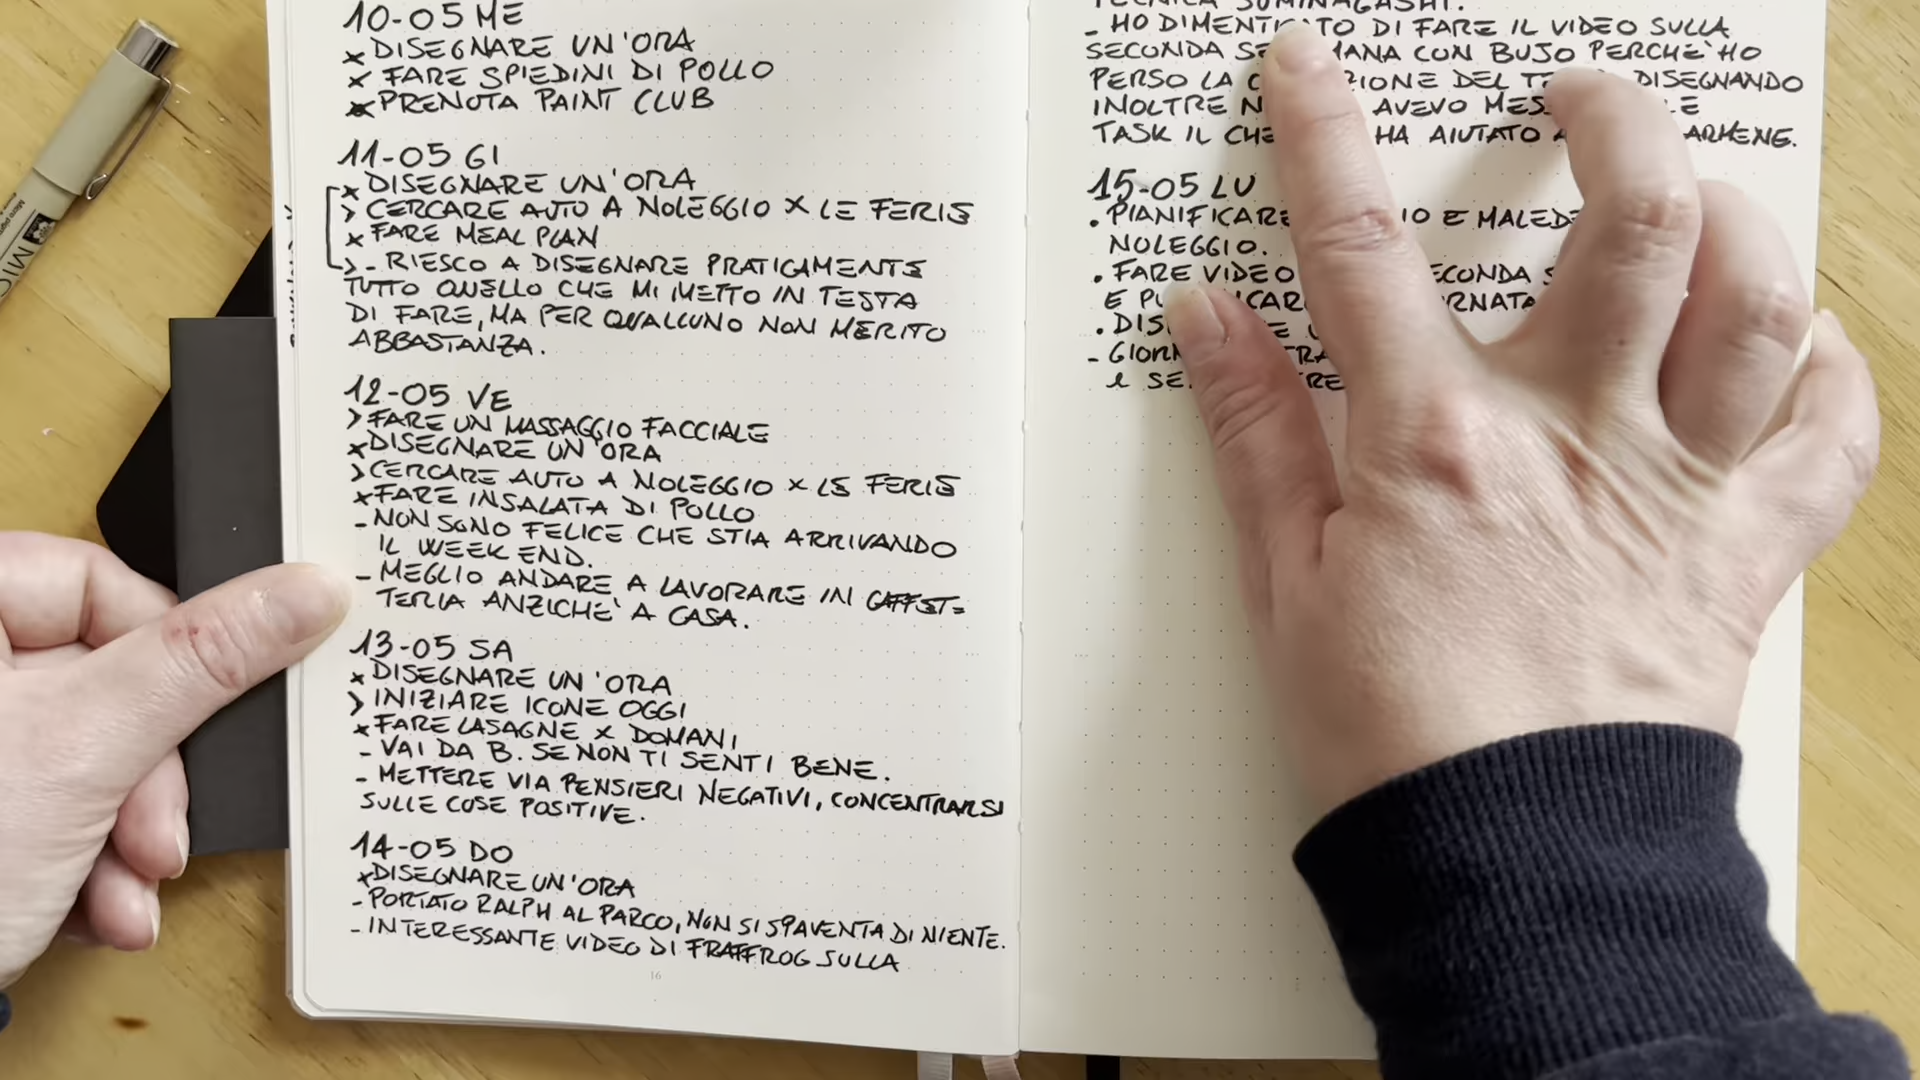 10-05 ME
× DISEGNARE UN'ORA
× FARE SPIEDINI DI POLLO
× PRENOTA PAINT CLUB
11-05 GI
× DISEGNARE UN'ORA
> CERCARE AUTO A NOLEGGIO × LE FERIE
× FARE MEAL PLAN
> - RIESCO A DISEGNARE PRATICAMENTE
TUTTO QUELLO CHE MI METTO IN TESTA
DI FARE, MA PER QUALCUNO NON MERITO
ABBASTANZA.
12-05 VE
> FARE UN MASSAGGIO FACCIALE
× DISEGNARE UN'ORA
> CERCARE AUTO A NOLEGGIO × LE FERIE
× FARE INSALATA DI POLLO
- NON SONO FELICE CHE STIA ARRIVANDO
IL WEEK END.
- MEGLIO ANDARE A LAVORARE IN CAFFET=
TERIA ANZICHE' A CASA.
13-05 SA
× DISEGNARE UN'ORA
> INIZIARE ICONE OGGI
× FARE LASAGNE × DOMANI
- VAI DA B. SE NON TI SENTI BENE.
- METTERE VIA PENSIERI NEGATIVI, CONCENTRARSI
SULLE COSE POSITIVE.
14-05 DO
× DISEGNARE UN'ORA
- PORTATO RALPH AL PARCO, NON SI SPAVENTA DI NIENTE.
- INTERESSANTE VIDEO DI FRAFFROG SULLA
16
TECNICA SUMINAGASHI.
- HO DIMENTICATO DI FARE IL VIDEO SULLA
SECONDA SETTIMANA CON BUJO PERCHE' HO
PERSO LA DEL DISEGNANDO
INOLTRE AVEVO
TASK IL CHE HA AIUTATO
15-05 LU
• PIANIFICARE E
NOLEGGIO.
• FARE VIDEO
E
•
-